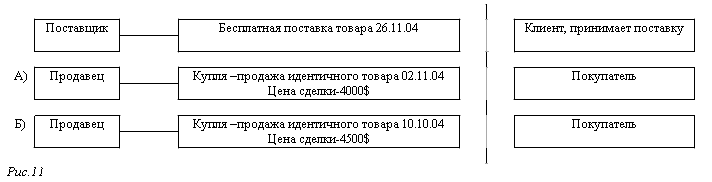 Поставщик Бесплатная поставка товара 26.11.04 Клиент, принимает поставку
А) Продавец Купля –продажа идентичного товара 02.11.04 Покупатель
Цена сделки-4000$
Б) Продавец Купля –продажа идентичного товара 10.10.04 Покупатель
Цена сделки-4500$
Рис.11